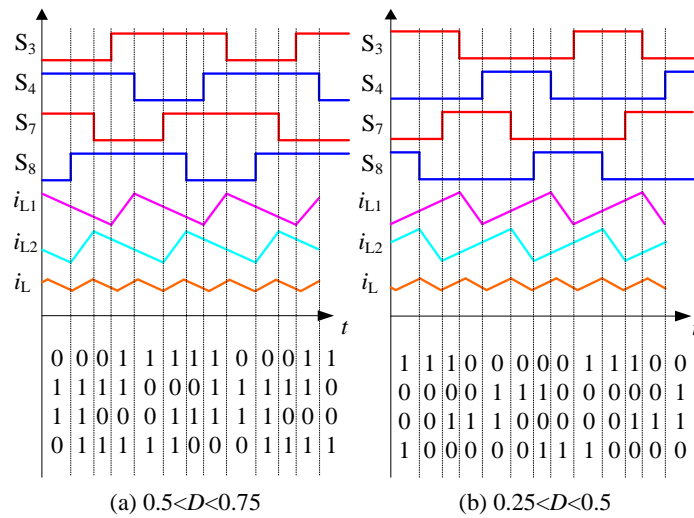 S3
S4
S7
S8
iL1
iL2
iL
t
0 0 0 1 1 1 1 1 0 0 0 1 1
1 1 1 1 0 0 0 1 1 1 1 1 0
1 1 0 0 0 1 1 1 1 1 0 0 0
0 1 1 1 1 1 0 0 0 1 1 1 1
(a) 0.5<D<0.75
S3
S4
S7
S8
iL1
iL2
iL
t
1 1 1 0 0 0 0 0 1 1 1 0 0
0 0 0 0 1 1 1 0 0 0 0 0 1
0 0 1 1 1 0 0 0 0 0 1 1 1
1 0 0 0 0 0 1 1 1 0 0 0 0
(b) 0.25<D<0.5